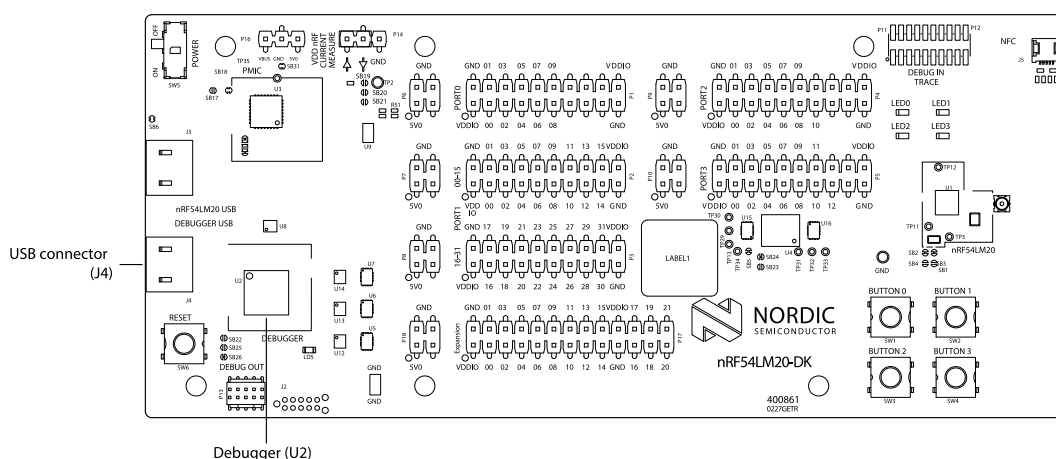 OFF
ON
POWER
SW5
P16
VBUS GND 5V0
TP35
SB31
PMIC
SB18
SB17
U3
VDD nRF
CURRENT
MEASURE
P14
GND
SB19
TP2
SB20
SB21
R51
U9
SB6
J3
nRF54LM20 USB
DEBUGGER USB
U8
USB connector
(J4)
J4
U2
DEBUGGER
RESET
SW6
SB22
SB25
SB26
LD5
DEBUG OUT
P13
J2
Debugger (U2)
U14
U7
U13
U6
U12
U5
GND
GND
GND
P6
5V0
GND
P7
5V0
GND
P8
5V0
GND
P18
5V0
GND 01 03 05 07 09 VDDIO
PORT0
P1
VDDIO 00 02 04 06 08 GND
GND 01 03 05 07 09 11 13 15 VDDIO
00-15
P2
VDD IO 00 02 04 06 08 10 12 14 GND
PORT1
GND 17 19 21 23 25 27 29 31 VDDIO
16-31
P3
VDDIO 16 18 20 22 24 26 28 30 GND
GND 01 03 05 07 09 11 13 15 VDDIO 17 19 21
Expansion
P17
VDDIO 00 02 04 06 08 10 12 14 GND 16 18 20
GND
P9
5V0
GND
P10
5V0
GND 01 03 05 07 09 VDDIO
PORT2
P4
VDDIO 00 02 04 06 08 10 GND
GND 01 03 05 07 09 11 VDDIO
PORT3
P5
VDD IO 00 02 04 06 08 10 12 GND
LABEL1
TP30
TP29
TP13
TP34
SB5
U15
U4
U16
SB24
SB23
TP31
TP32
TP33
NORDIC
SEMICONDUCTOR
nRF54LM20-DK
400861
0227GETR
P11
P12
DEBUG IN
TRACE
NFC
J5
LED0
LED1
LED2
LED3
TP12
U1
TP11
TP3
nRF54LM20
SB2
SB4
SB3
SB1
GND
BUTTON 0
SW1
BUTTON 1
SW2
BUTTON 2
SW3
BUTTON 3
SW4